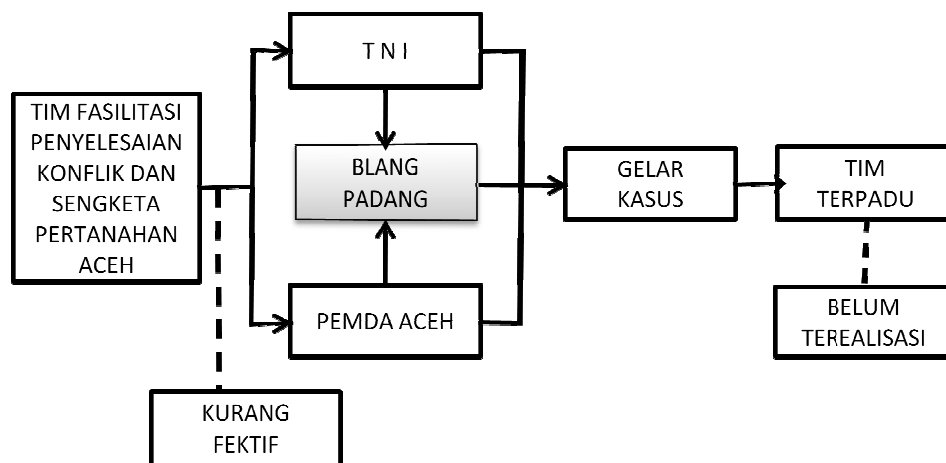 TIM FASILITASI
PENYELESAIAN
KONFLIK DAN
SENGKETA
PERTANAHAN
ACEH
T N I
BLANG
PADANG
PEMDA ACEH
KURANG
FEKTIF
GELAR
KASUS
TIM
TERPADU
BELUM
TEREALISASI